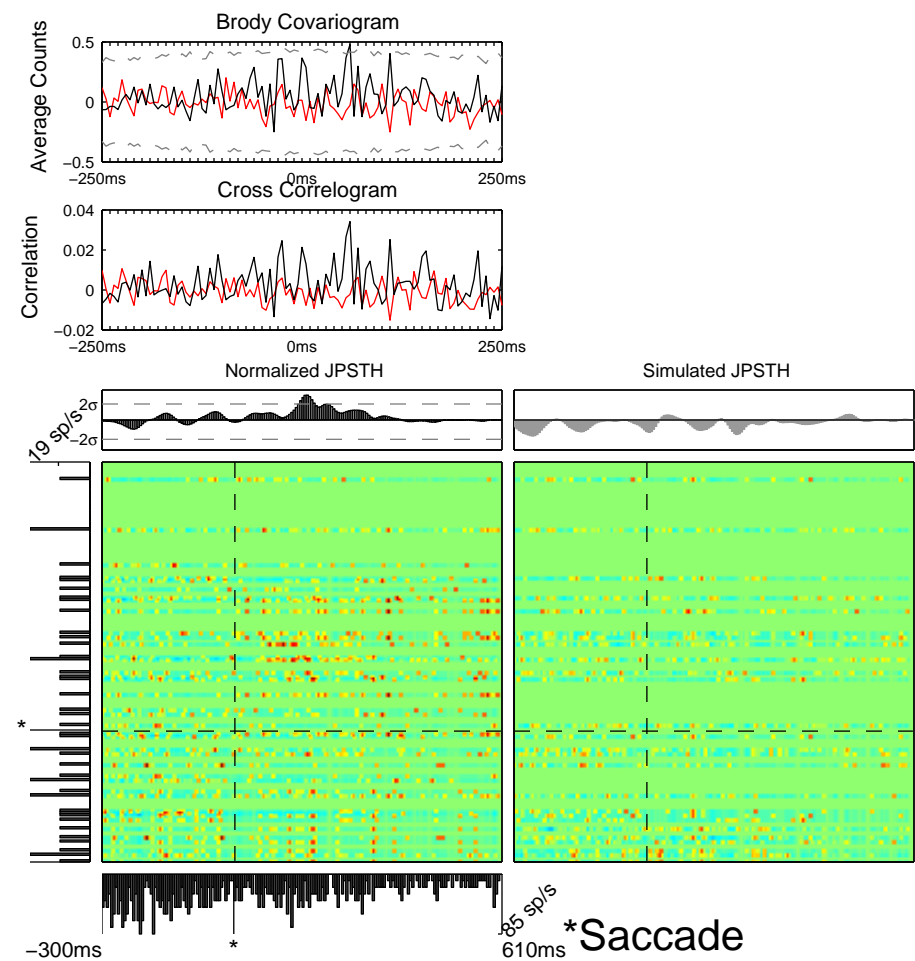 Brody Covariogram
Average Counts
0.5
0
−0.5
−250ms
0ms
250ms
Cross Correlogram
Correlation
0.04
0.02
0
−0.02
−250ms
0ms
250ms
Normalized JPSTH
Simulated JPSTH
2σ
−2σ
19 sp/s
*
85 sp/s
−300ms
*
610ms
*Saccade